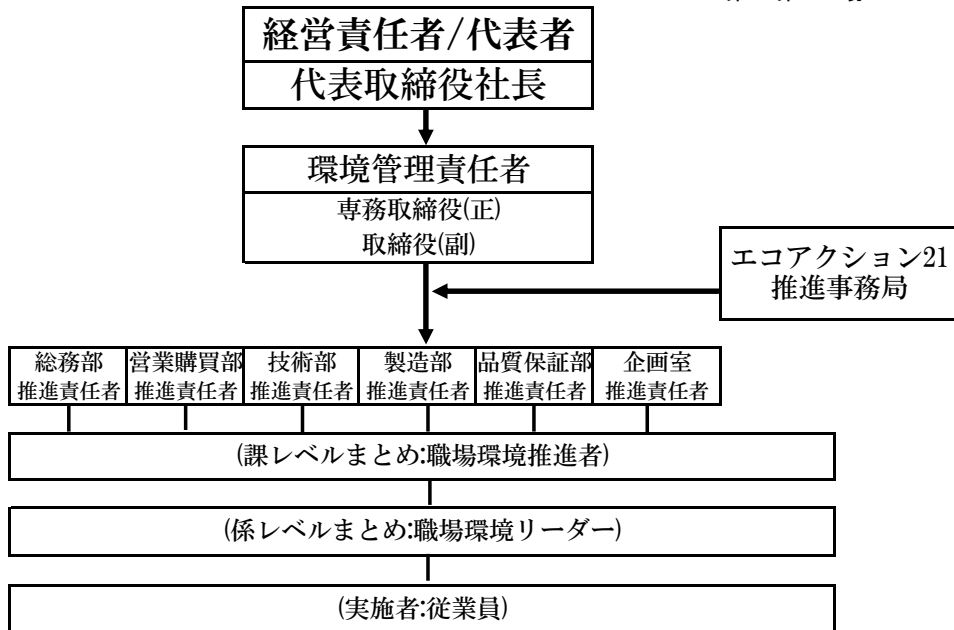 経営責任者/代表者
代表取締役社長
環境管理責任者
専務取締役(正)
取締役(副)
エコアクション21
推進事務局
総務部
推進責任者
営業購買部
推進責任者
技術部
推進責任者
製造部
推進責任者
品質保証部
推進責任者
企画室
推進責任者
(課レベルまとめ:職場環境推進者)
(係レベルまとめ:職場環境リーダー)
(実施者:従業員)